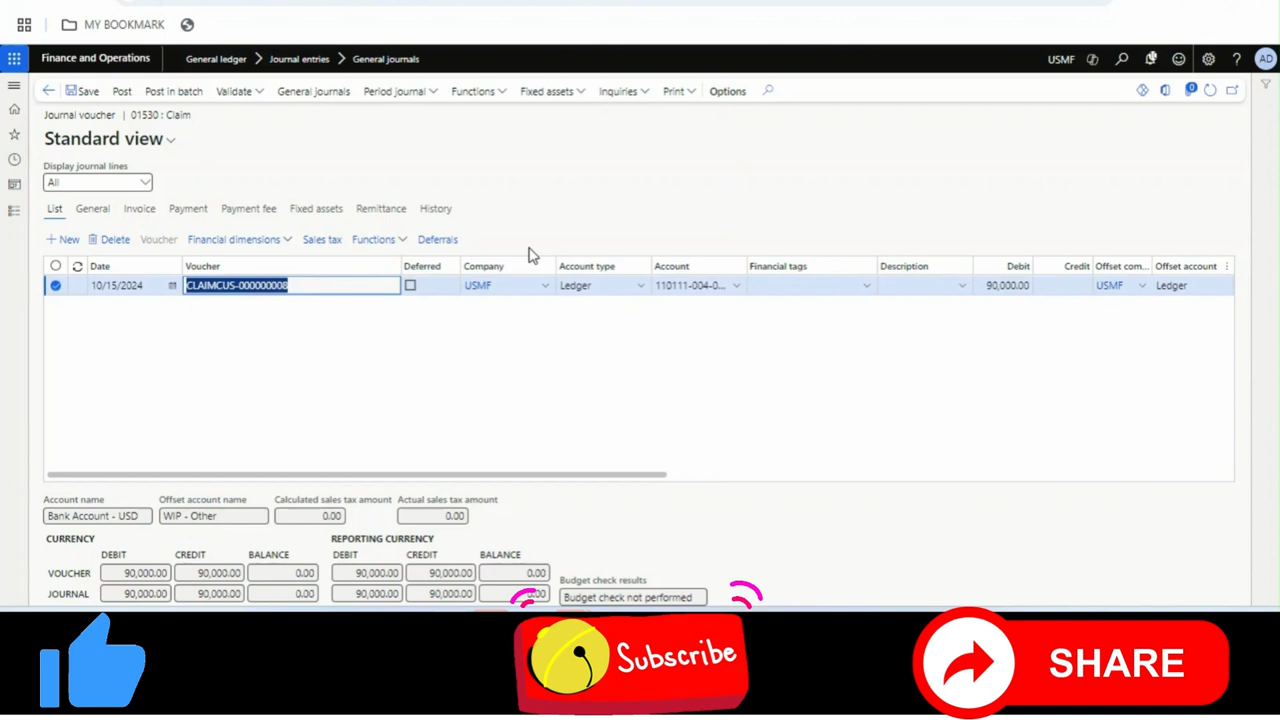 MY BOOKMARK
Finance and Operations General ledger Journal entries General journals USMF AD
Save Post Post in batch Validate General journals Period journal Functions Fixed assets Inquiries Print Options 0
Journal voucher | 01530 : Claim
Standard view
Display journal lines
All
List General Invoice Payment Payment fee Fixed assets Remittance History
New Delete Voucher Financial dimensions Sales tax Functions Deferrals
Date Voucher Deferred Company Account type Account Financial tags Description Debit Credit Offset com... Offset account
10/15/2024 CLAIMCUS-000000008 USMF Ledger 110111-004-0... 90,000.00 USMF Ledger
Account name Offset account name Calculated sales tax amount Actual sales tax amount
Bank Account - USD WIP - Other 0.00 0.00
CURRENCY REPORTING CURRENCY
DEBIT CREDIT BALANCE DEBIT CREDIT BALANCE
VOUCHER 90,000.00 90,000.00 0.00 90,000.00 90,000.00 0.00
Budget check results
JOURNAL 90,000.00 90,000.00 0.00 90,000.00 90,000.00 0.00
Budget check not performed
Subscribe
SHARE